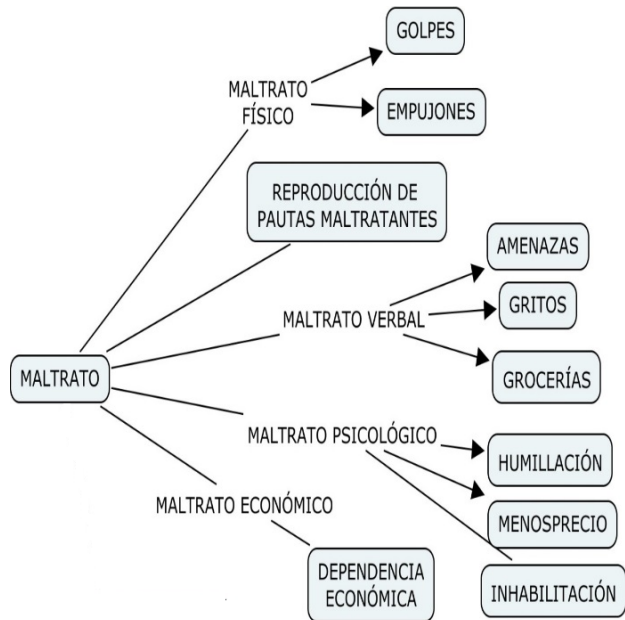 GOLPES
MALTRATO
FÍSICO
EMPUJONES
REPRODUCCIÓN DE
PAUTAS MALTRATANTES
AMENAZAS
MALTRATO VERBAL
GRITOS
GROCERÍAS
MALTRATO
MALTRATO PSICOLÓGICO
HUMILLACIÓN
MENOSPRECIO
INHABILITACIÓN
MALTRATO ECONÓMICO
DEPENDENCIA
ECONÓMICA